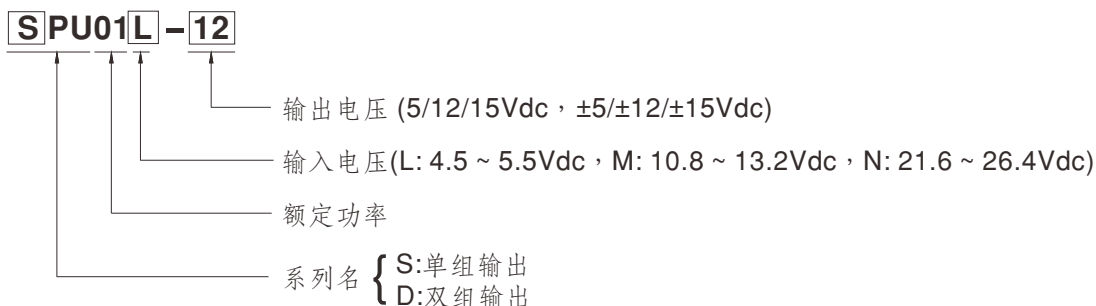 SPU01L-12
输出电压 (5/12/15Vdc，±5/±12/±15Vdc)
输入电压(L: 4.5 ~ 5.5Vdc，M: 10.8 ~ 13.2Vdc，N: 21.6 ~ 26.4Vdc)
额定功率
系列名 { S:单组输出
D:双组输出